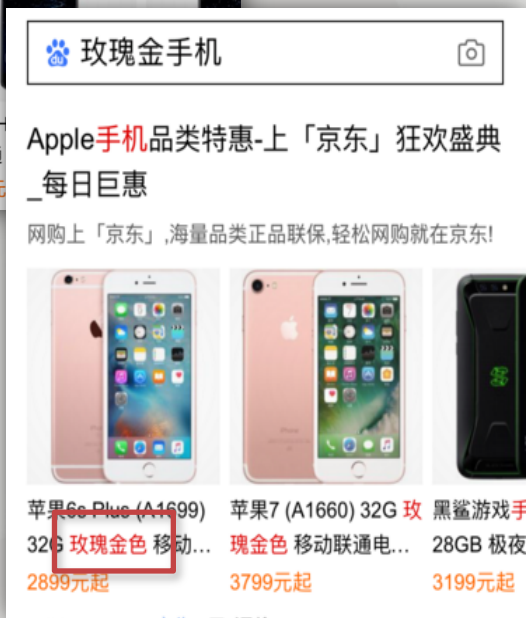 玫瑰金手机
Apple手机品类特惠-上「京东」狂欢盛典
_每日巨惠
网购上「京东」,海量品类正品联保,轻松网购就在京东!
苹果6s Plus (A1699)
32G 玫瑰金色 移动...
2899元起
苹果7 (A1660) 32G 玫
瑰金色 移动联通电...
3799元起
黑鲨游戏手
28GB 极夜
3199元起